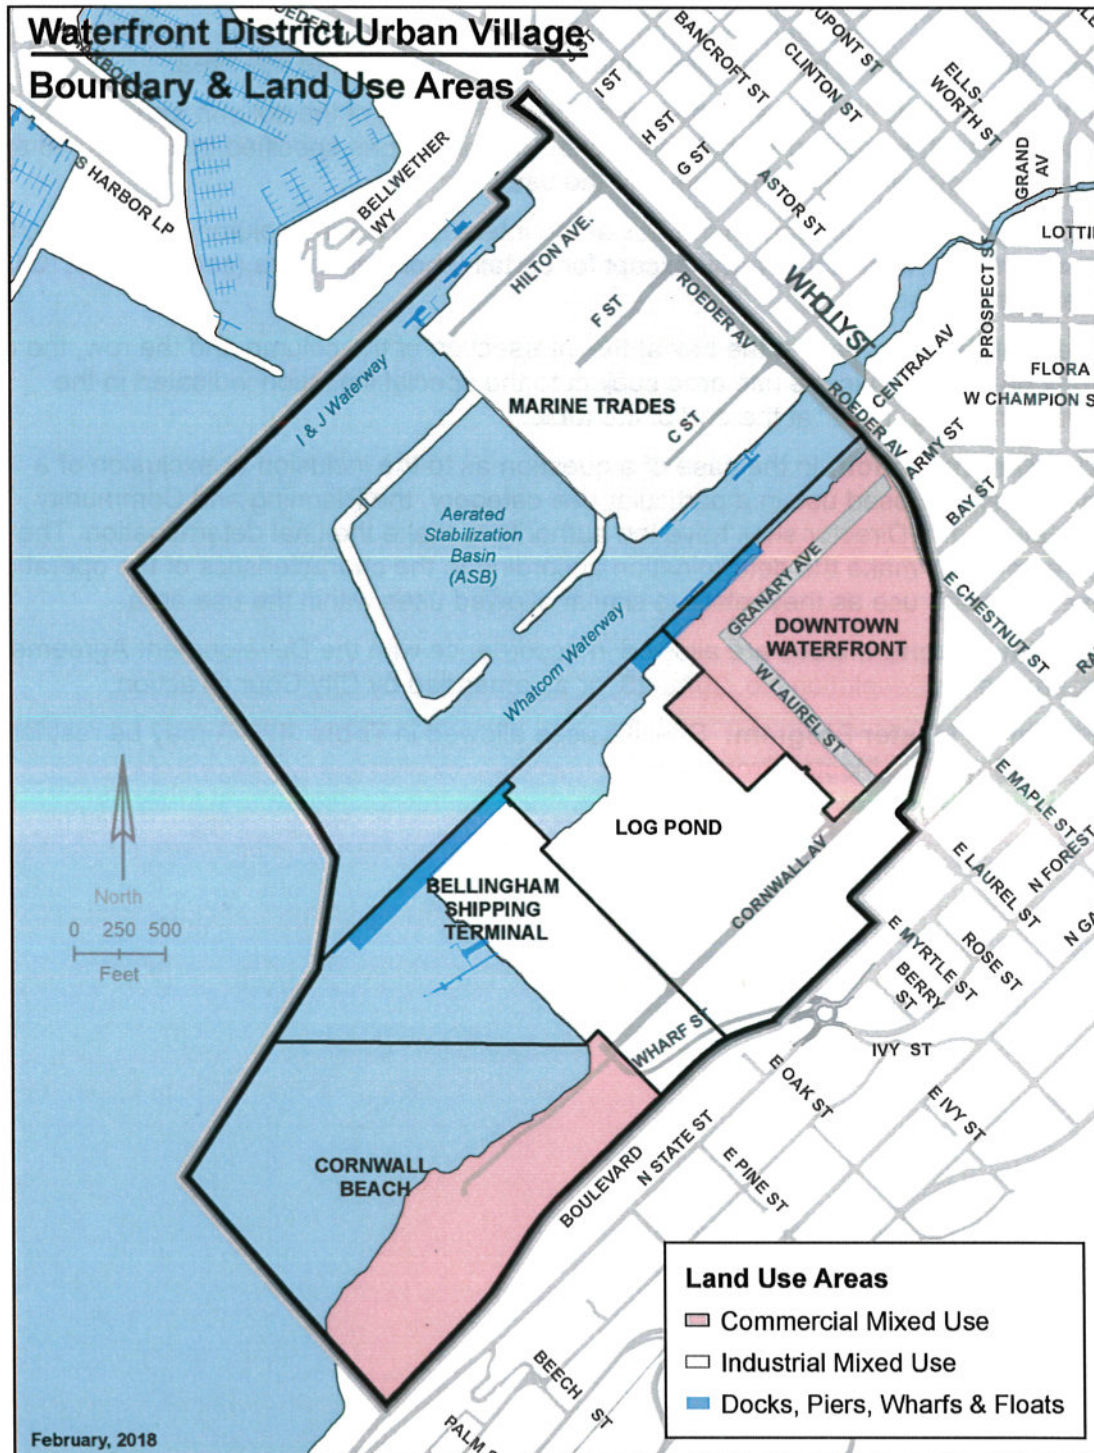 Waterfront District Urban Village
Boundary & Land Use Areas
S HARBOR LP
BELLWETHER
WY
I ST
H ST
G ST
BANCROFT ST
CLINTON ST
ELLS-
WORTH ST
ASTOR ST
GRAND
AV
PROSPECT ST
W HOLLY ST
CENTRAL AV
FLORA
W CHAMPION S
HILTON AVE.
F ST
ROEDER AV
MARINE TRADES
C ST
ROEDER AV
ARMY ST
BAY ST
I & J Waterway
Aerated
Stabilization
Basin
(ASB)
Whatcom Waterway
GRANARY AVE
DOWNTOWN
WATERFRONT
W LAUREL ST
E CHESTNUT ST
E MAPLE ST
N FOREST
E LAUREL ST
LOG POND
CORNWALL AV
BELLINGHAM
SHIPPING
TERMINAL
North
0 250 500
Feet
E MYRTLE ST
ROSE ST
BERRY
ST
IVY ST
E IVY ST
WHARF ST
E OAK ST
N STATE ST
E PINE ST
BOULEVARD
CORNWALL
BEACH
BEECH ST
Land Use Areas
Commercial Mixed Use
Industrial Mixed Use
Docks, Piers, Wharfs & Floats
February, 2018